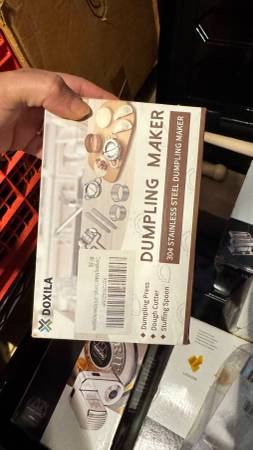 DOXILA
DUMPLING MAKER
304 STAINLESS STEEL DUMPLING MAKER
Dumpling Press
Dough Cutter
Stuffing Spoon